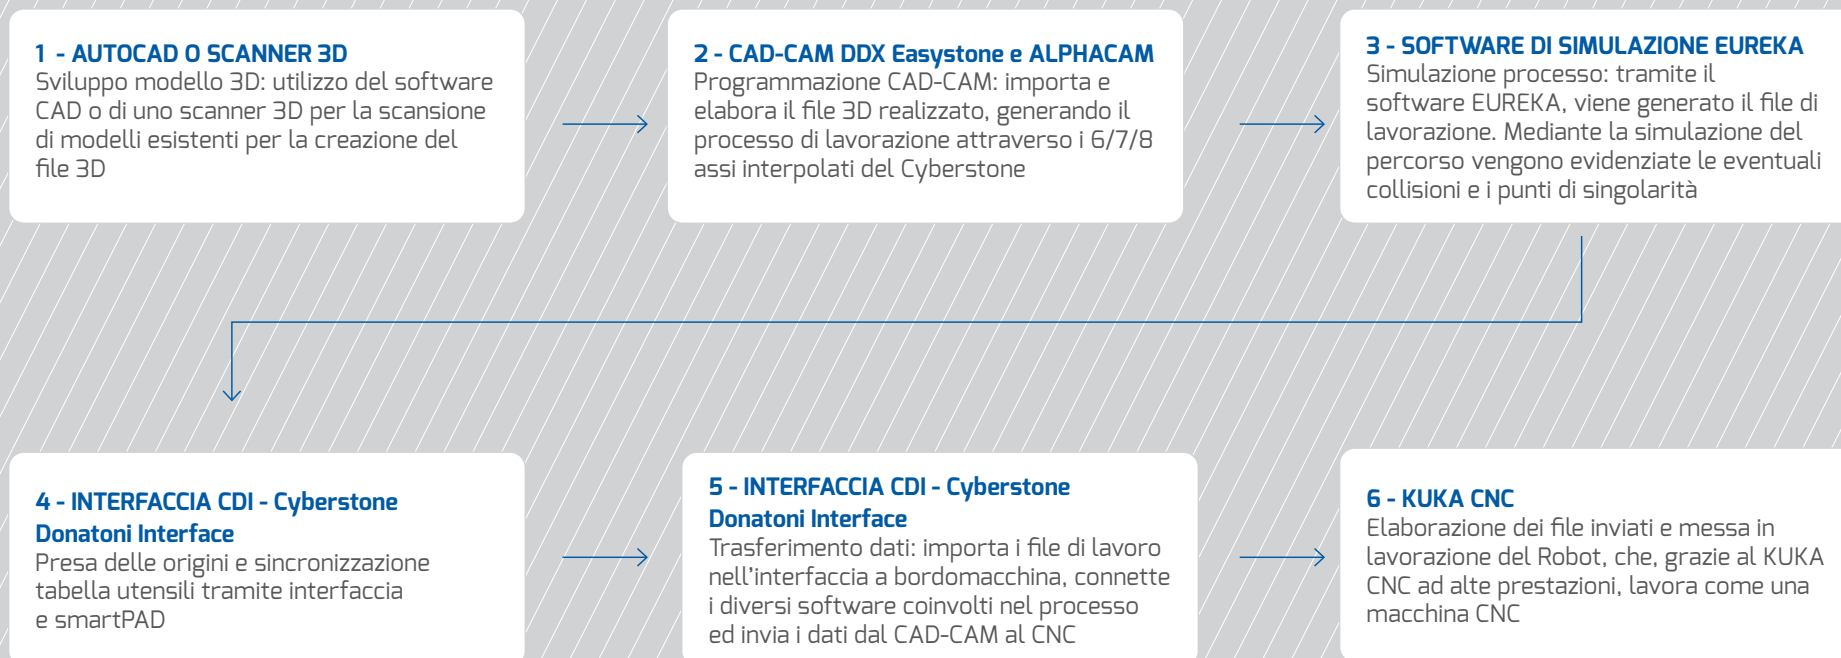 1 - AUTOCAD O SCANNER 3D
Sviluppo modello 3D: utilizzo del software
CAD o di uno scanner 3D per la scansione
di modelli esistenti per la creazione del
file 3D
2 - CAD-CAM DDX Easystone e ALPHACAM
Programmazione CAD-CAM: importa e
elabora il file 3D realizzato, generando il
processo di lavorazione attraverso i 6/7/8
assi interpolati del Cyberstone
3 - SOFTWARE DI SIMULAZIONE EUREKA
Simulazione processo: tramite il
software EUREKA, viene generato il file di
lavorazione. Mediante la simulazione del
percorso vengono evidenziate le eventuali
collisioni e i punti di singolarità
4 - INTERFACCIA CDI - Cyberstone
Donatoni Interface
Presa delle origini e sincronizzazione
tabella utensili tramite interfaccia
e smartPAD
5 - INTERFACCIA CDI - Cyberstone
Donatoni Interface
Trasferimento dati: importa i file di lavoro
nell'interfaccia a bordomacchina, connette
i diversi software coinvolti nel processo
ed invia i dati dal CAD-CAM al CNC
6 - KUKA CNC
Elaborazione dei file inviati e messa in
lavorazione del Robot, che, grazie al KUKA
CNC ad alte prestazioni, lavora come una
macchina CNC